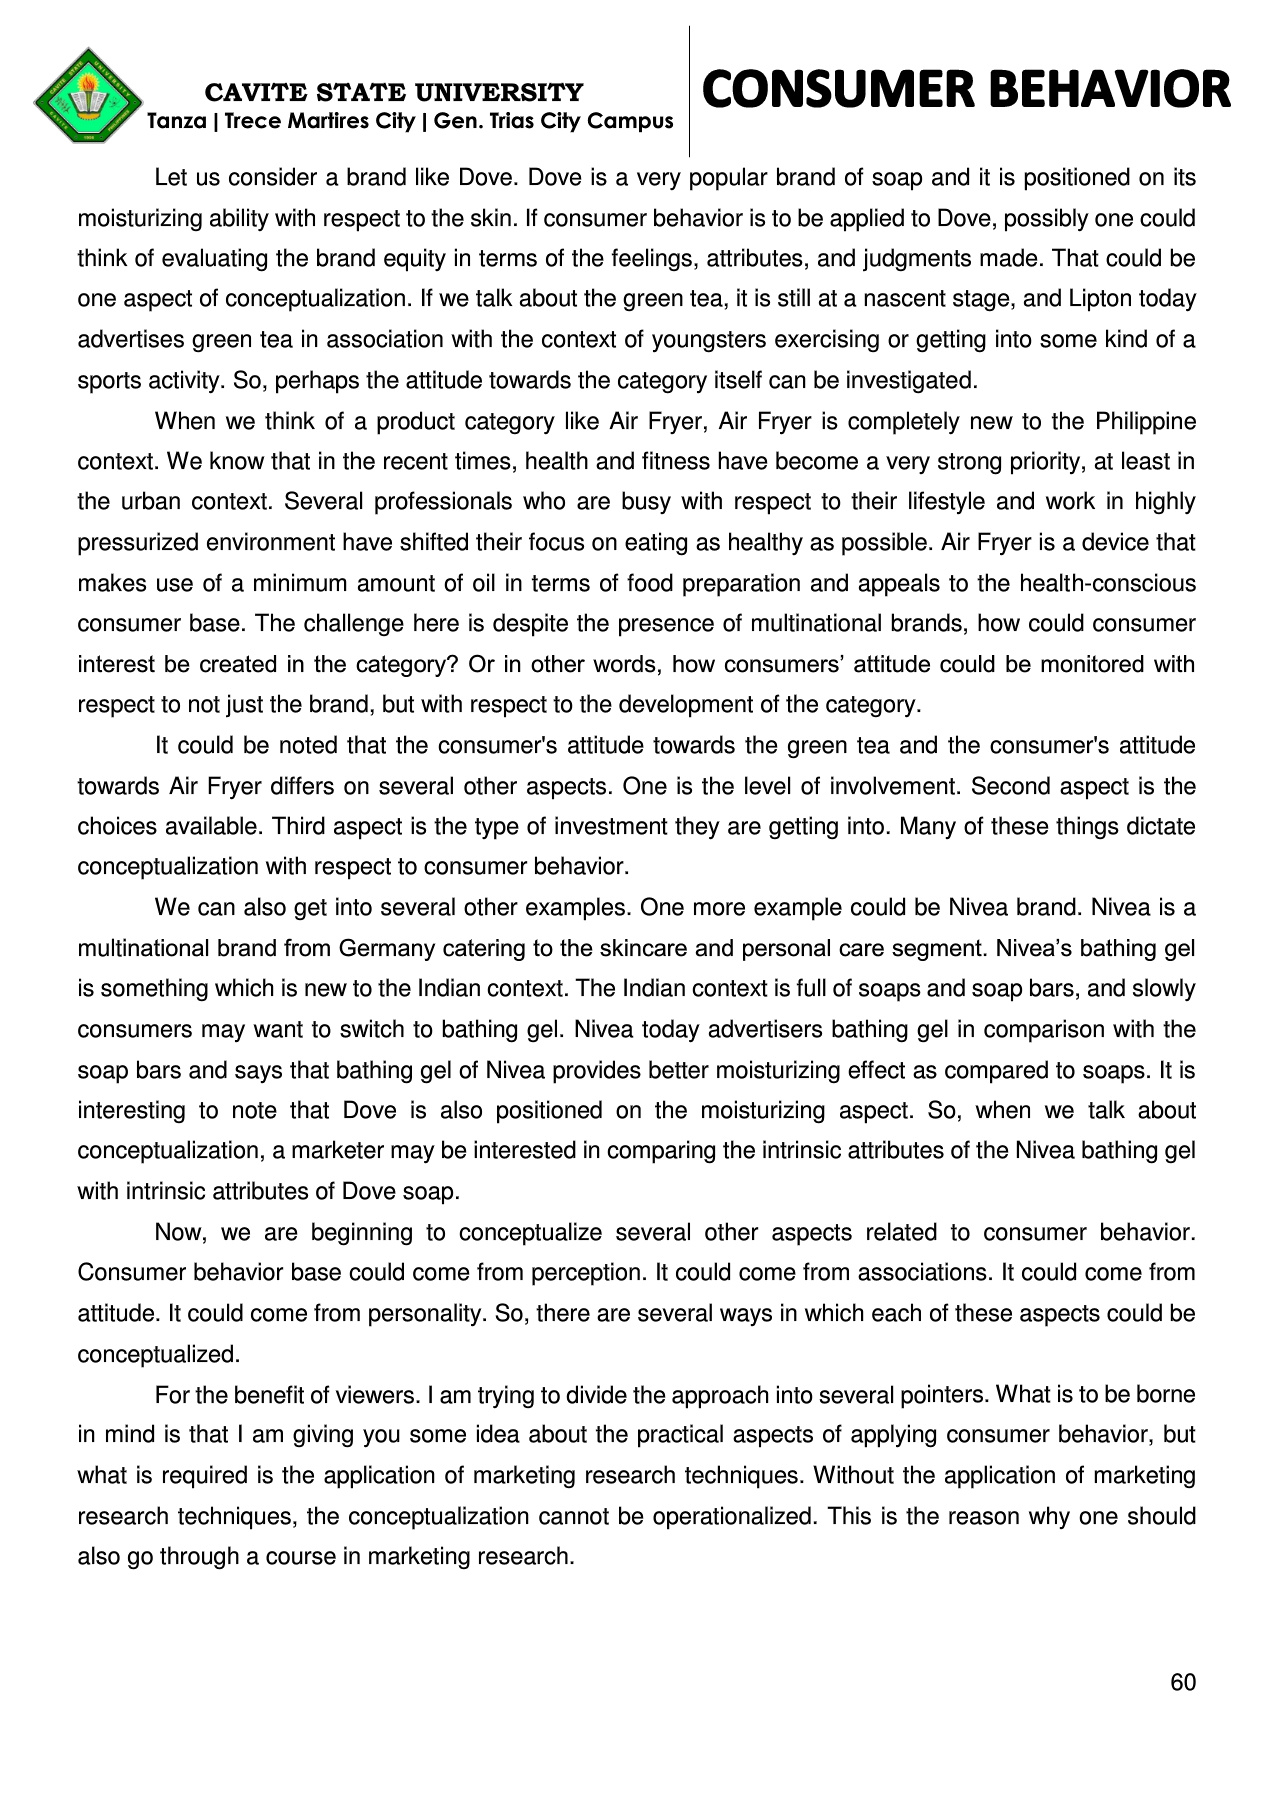 CAVITE STATE UNIVERSITY
Tanza | Trece Martires City | Gen. Trias City Campus
CONSUMER BEHAVIOR
Let us consider a brand like Dove. Dove is a very popular brand of soap and it is positioned on its
moisturizing ability with respect to the skin. If consumer behavior is to be applied to Dove, possibly one could
think of evaluating the brand equity in terms of the feelings, attributes, and judgments made. That could be
one aspect of conceptualization. If we talk about the green tea, it is still at a nascent stage, and Lipton today
advertises green tea in association with the context of youngsters exercising or getting into some kind of a
sports activity. So, perhaps the attitude towards the category itself can be investigated.
When we think of a product category like Air Fryer, Air Fryer is completely new to the Philippine
context. We know that in the recent times, health and fitness have become a very strong priority, at least in
the urban context. Several professionals who are busy with respect to their lifestyle and work in highly
pressurized environment have shifted their focus on eating as healthy as possible. Air Fryer is a device that
makes use of a minimum amount of oil in terms of food preparation and appeals to the health-conscious
consumer base. The challenge here is despite the presence of multinational brands, how could consumer
interest be created in the category? Or in other words, how consumers’ attitude could be monitored with
respect to not just the brand, but with respect to the development of the category.
It could be noted that the consumer's attitude towards the green tea and the consumer's attitude
towards Air Fryer differs on several other aspects. One is the level of involvement. Second aspect is the
choices available. Third aspect is the type of investment they are getting into. Many of these things dictate
conceptualization with respect to consumer behavior.
We can also get into several other examples. One more example could be Nivea brand. Nivea is a
multinational brand from Germany catering to the skincare and personal care segment. Nivea’s bathing gel
is something which is new to the Indian context. The Indian context is full of soaps and soap bars, and slowly
consumers may want to switch to bathing gel. Nivea today advertisers bathing gel in comparison with the
soap bars and says that bathing gel of Nivea provides better moisturizing effect as compared to soaps. It is
interesting to note that Dove is also positioned on the moisturizing aspect. So, when we talk about
conceptualization, a marketer may be interested in comparing the intrinsic attributes of the Nivea bathing gel
with intrinsic attributes of Dove soap.
Now, we are beginning to conceptualize several other aspects related to consumer behavior.
Consumer behavior base could come from perception. It could come from associations. It could come from
attitude. It could come from personality. So, there are several ways in which each of these aspects could be
conceptualized.
For the benefit of viewers. I am trying to divide the approach into several pointers. What is to be borne
in mind is that I am giving you some idea about the practical aspects of applying consumer behavior, but
what is required is the application of marketing research techniques. Without the application of marketing
research techniques, the conceptualization cannot be operationalized. This is the reason why one should
also go through a course in marketing research.
60